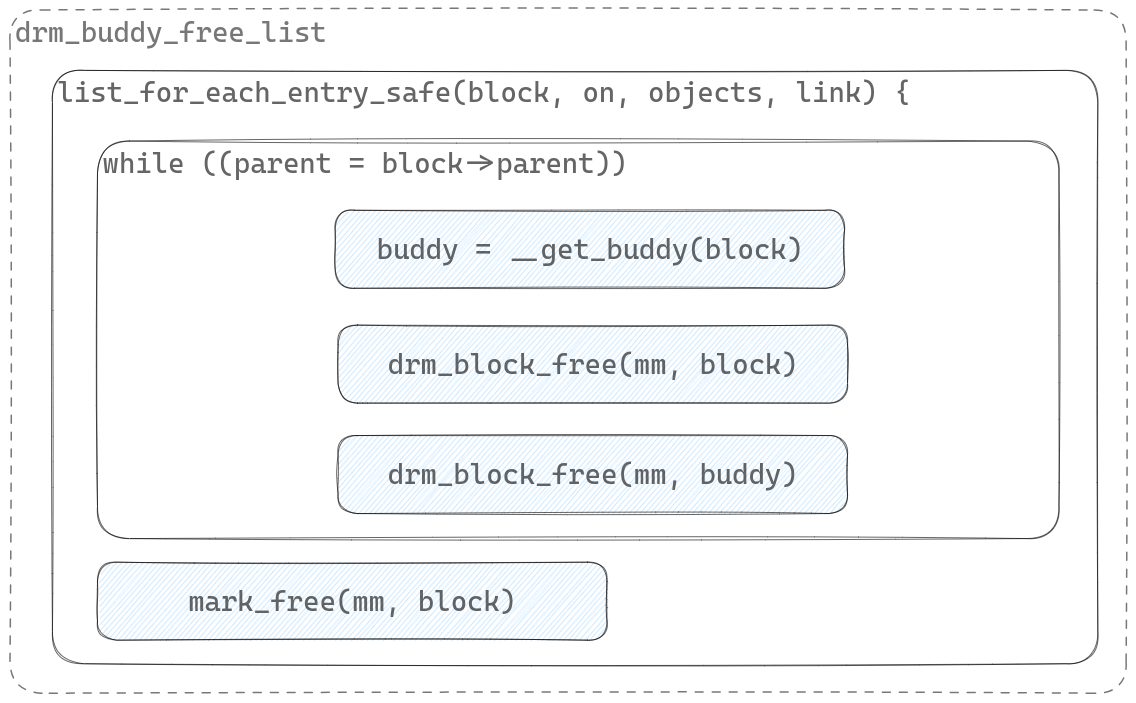 drm_buddy_free_list
list_for_each_entry_safe(block, on, objects, link) {
while ((parent = block->parent))
buddy = __get_buddy(block)
drm_block_free(mm, block)
drm_block_free(mm, buddy)
mark_free(mm, block)